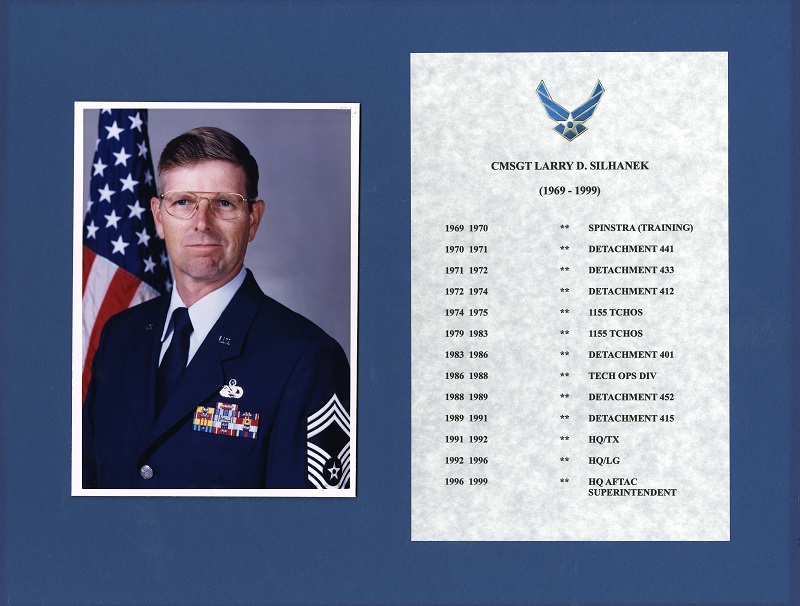 CMSGT LARRY D. SILHANEK
(1969 - 1999)
1969 1970 ** SPINSTRA (TRAINING)
1970 1971 ** DETACHMENT 441
1971 1972 ** DETACHMENT 433
1972 1974 ** DETACHMENT 412
1974 1975 ** 1155 TCHOS
1979 1983 ** 1155 TCHOS
1983 1986 ** DETACHMENT 401
1986 1988 ** TECH OPS DIV
1988 1989 ** DETACHMENT 452
1989 1991 ** DETACHMENT 415
1991 1992 ** HQ/TX
1992 1996 ** HQ/LG
1996 1999 ** HQ AFTAC
SUPERINTENDENT